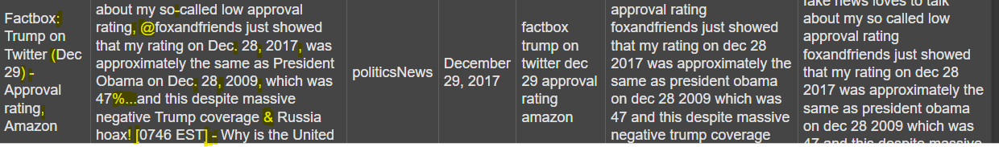 Factbox:
Trump on
Twitter (Dec
29) -
Approval
rating,
Amazon
about my so-called low approval
rating, @foxandfriends just showed
that my rating on Dec. 28, 2017, was
approximately the same as President
Obama on Dec. 28, 2009, which was
47%...and this despite massive
negative Trump coverage & Russia
hoax! [0746 EST] - Why is the United
politicsNews
December
29, 2017
factbox
trump on
twitter dec
29 approval
rating
amazon
approval rating
foxandfriends just showed
that my rating on dec 28
2017 was approximately the
same as president obama
on dec 28 2009 which was
47 and this despite massive
negative trump coverage
fake news loves to talk
about my so called low
approval rating
foxandfriends just showed
that my rating on dec 28
2017 was approximately the
same as president obama
on dec 28 2009 which was
47 and this despite massive